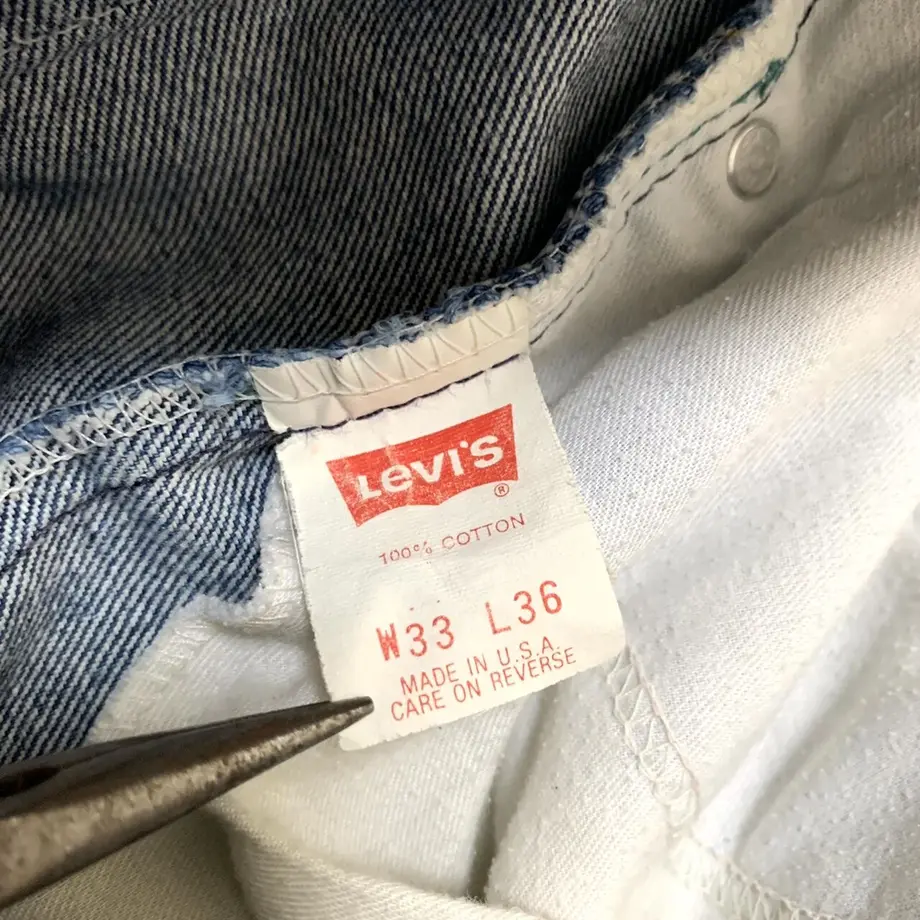 LEVI'S
®
100% COTTON
W33 L36
MADE IN U.S.A.
CARE ON REVERSE